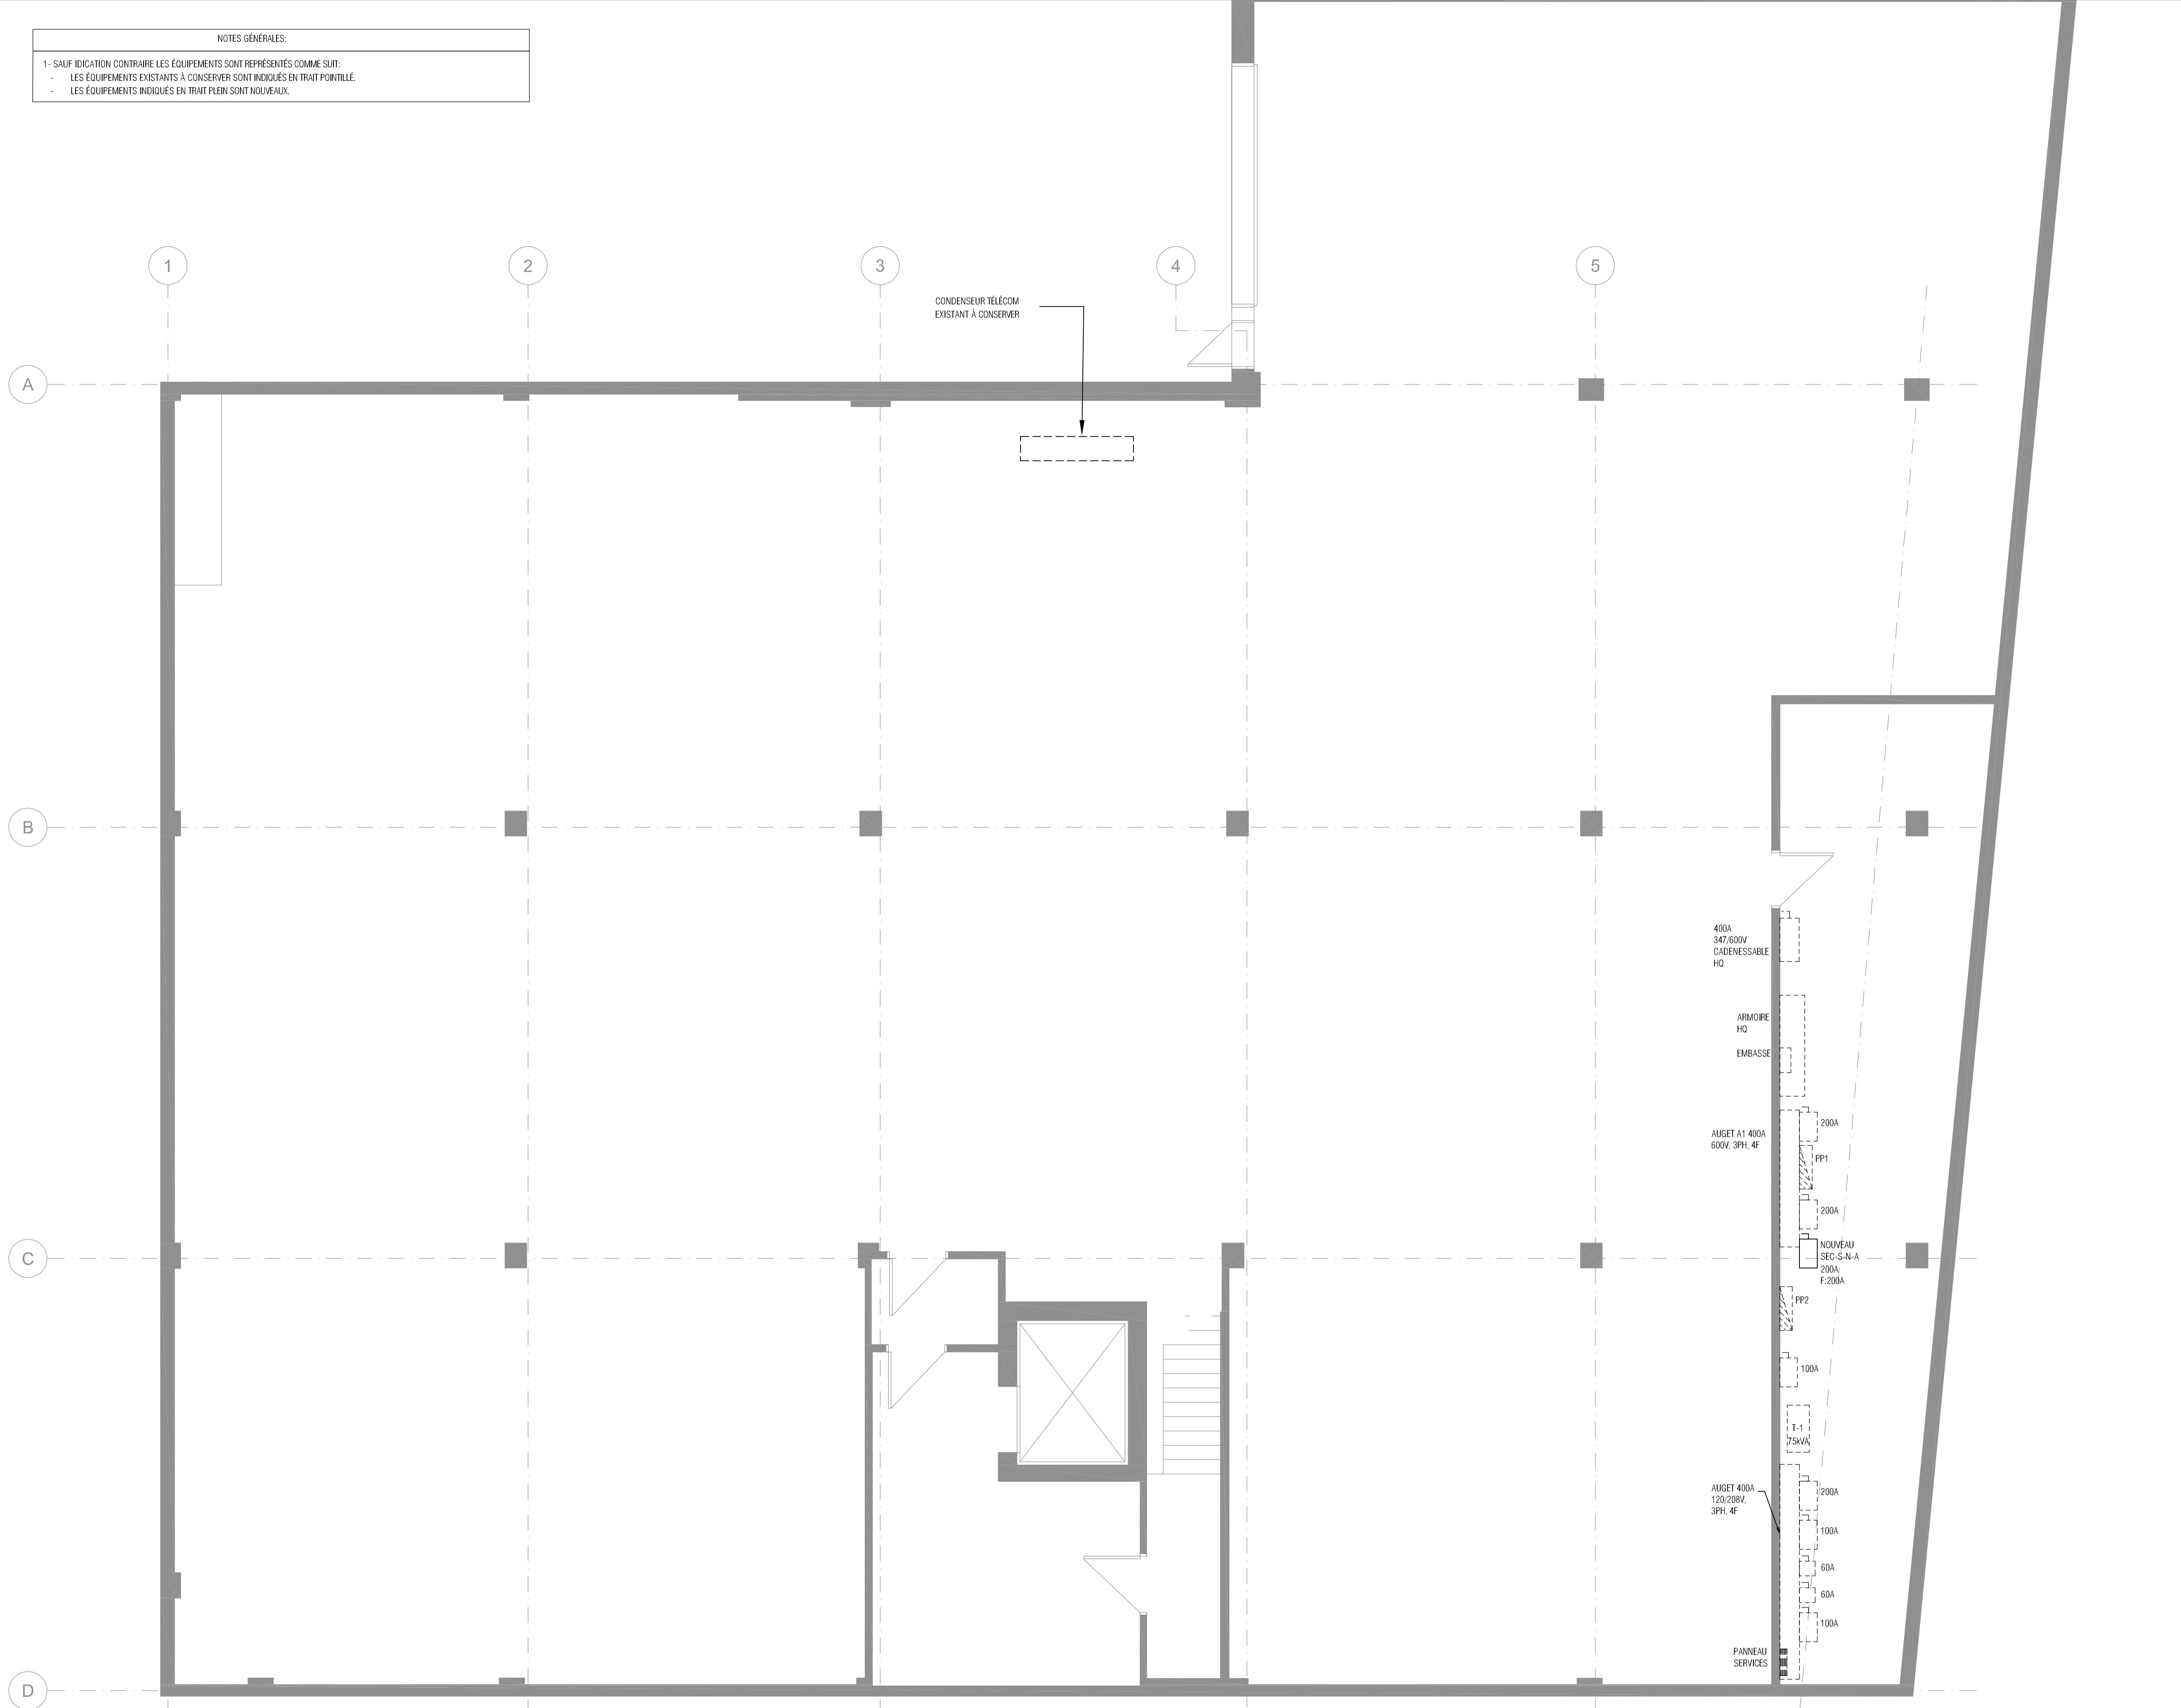 NOTES GÉNÉRALES:
1- SAUF IDICATION CONTRAIRE LES ÉQUIPEMENTS SONT REPRÉSENTÉS COMME SUIT:
- LES ÉQUIPEMENTS EXISTANTS À CONSERVER SONT INDIQUÉS EN TRAIT POINTILLÉ.
- LES ÉQUIPEMENTS INDIQUÉS EN TRAIT PLEIN SONT NOUVEAUX.
1
2
3
4
5
CONDENSEUR TÉLÉCOM
EXISTANT À CONSERVER
A
B
400A
347/600V
CADENESSABLE
HQ
ARMOIRE
HQ
EMBASSE
200A
AUGET A1 400A
600V, 3PH, 4F
PP1
200A
C
NOUVEAU
SEC-S-N-A
200A
F:200A
PP2
100A
T-1
75kVA
AUGET 400A
120/208V,
3PH, 4F
200A
100A
60A
60A
100A
PANNEAU
SERVICES
D